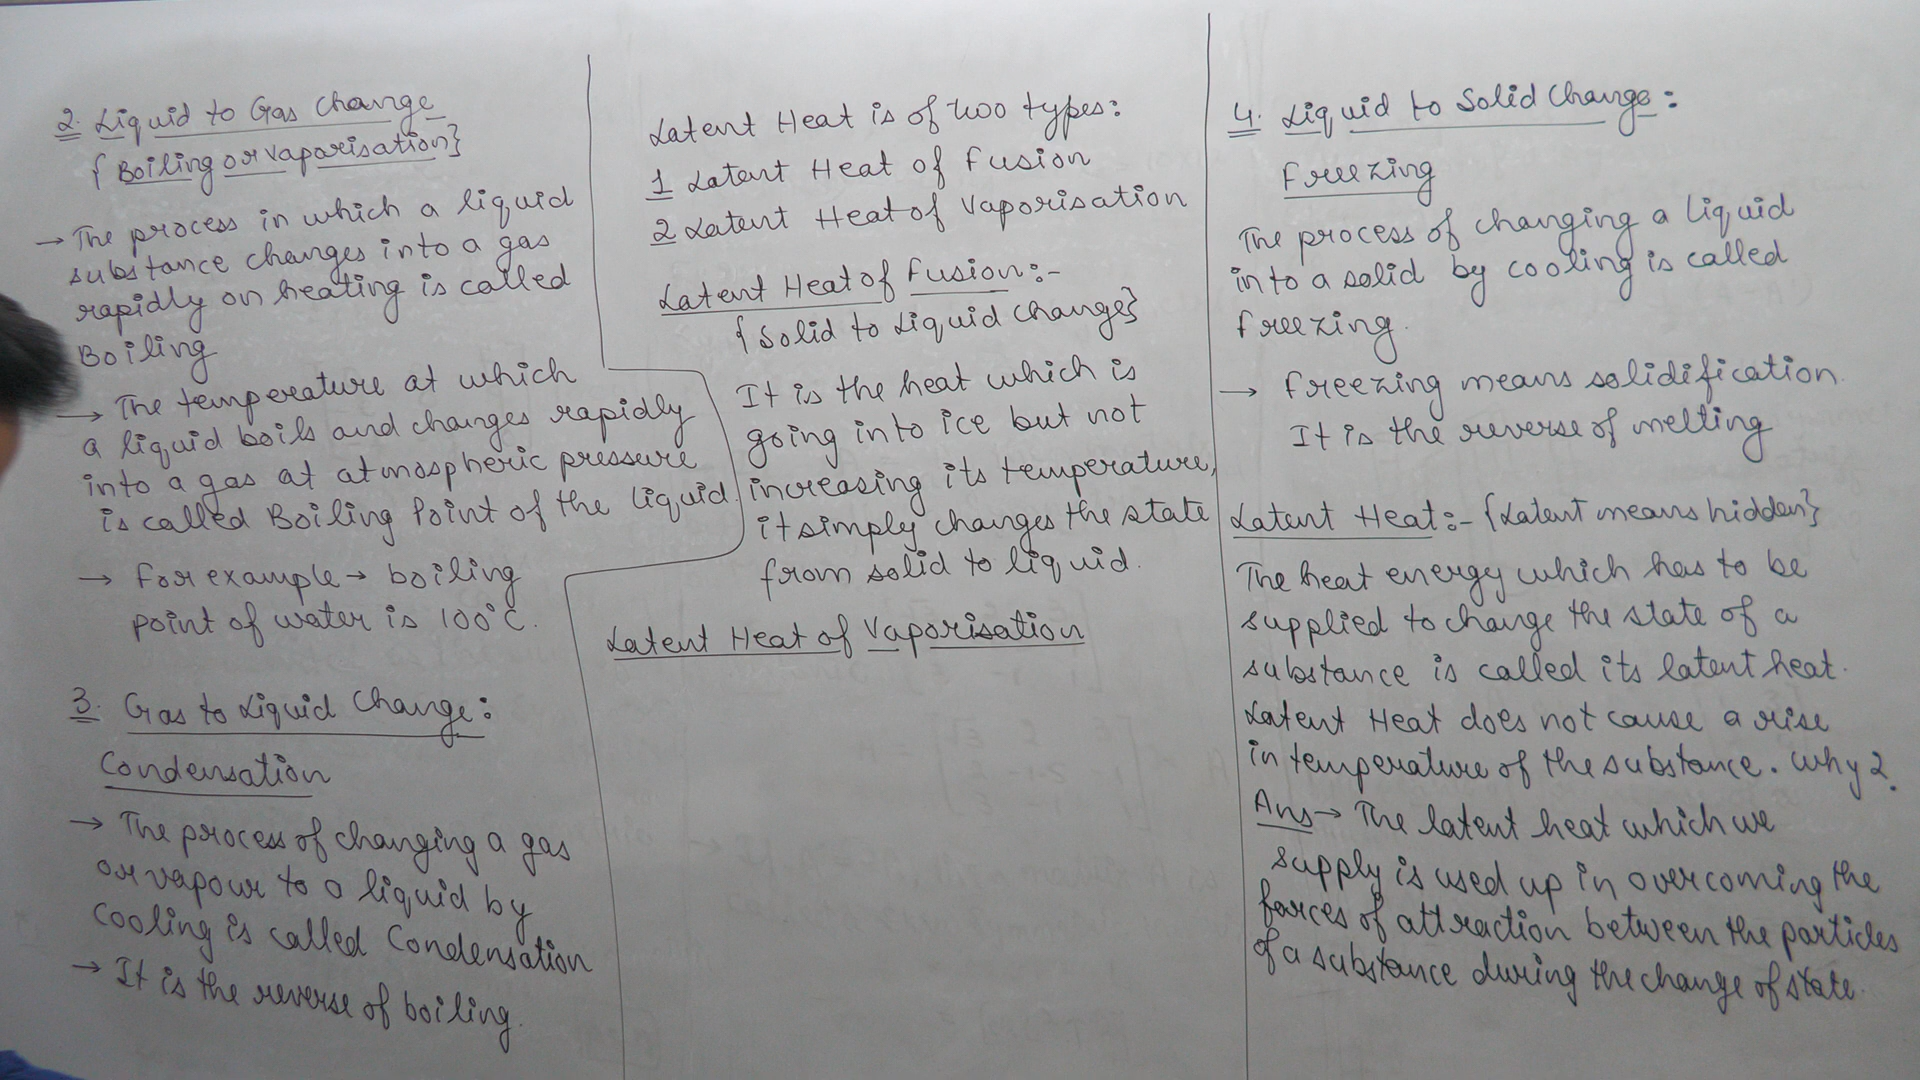 2. Liquid to Gas Change
{Boiling or Vaporisation}
→ The process in which a liquid
substance changes into a gas
rapidly on heating is called
Boiling
→ The temperature at which
a liquid boils and changes rapidly
into a gas at atmospheric pressure
is called Boiling Point of the liquid.
→ For example → boiling
point of water is 100°C.
3. Gas to Liquid Change:
Condensation
→ The process of changing a gas
or vapour to a liquid by
cooling is called Condensation
→ It is the reverse of boiling.
Latent Heat is of two types:
1 Latent Heat of Fusion
2 Latent Heat of Vaporisation
Latent Heat of Fusion:-
{Solid to Liquid Change}
It is the heat which is
going into ice but not
increasing its temperature,
it simply changes the state
from solid to liquid.
Latent Heat of Vaporisation
4. Liquid to Solid Change:
Freezing
The process of changing a liquid
into a solid by cooling is called
freezing.
→ Freezing means solidification.
It is the reverse of melting
Latent Heat:- {Latent means hidden}
The heat energy which has to be
supplied to change the state of a
substance is called its latent heat.
Latent Heat does not cause a rise
in temperature of the substance. Why?
Ans→ The latent heat which we
supply is used up in overcoming the
forces of attraction between the particles
of a substance during the change of state.